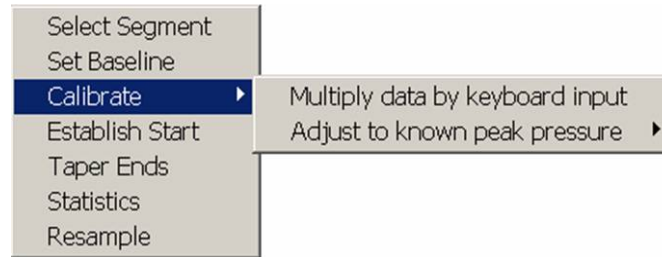 Select Segment
Set Baseline
Calibrate
Establish Start
Taper Ends
Statistics
Resample
Multiply data by keyboard input
Adjust to known peak pressure